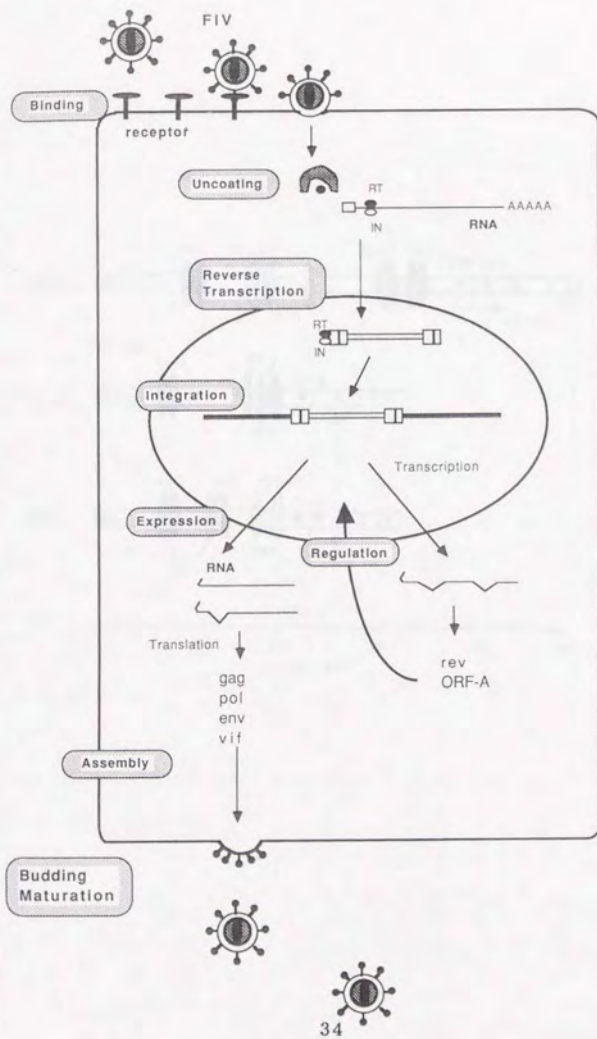 FIV
Binding
receptor
Uncoating
RT
AAAAA
IN
RNA
Reverse
Transcription
RT
IN
Integration
Transcription
Expression
Regulation
RNA
Translation
rev
ORF-A
gag
pol
env
vif
Assembly
Budding
Maturation
34